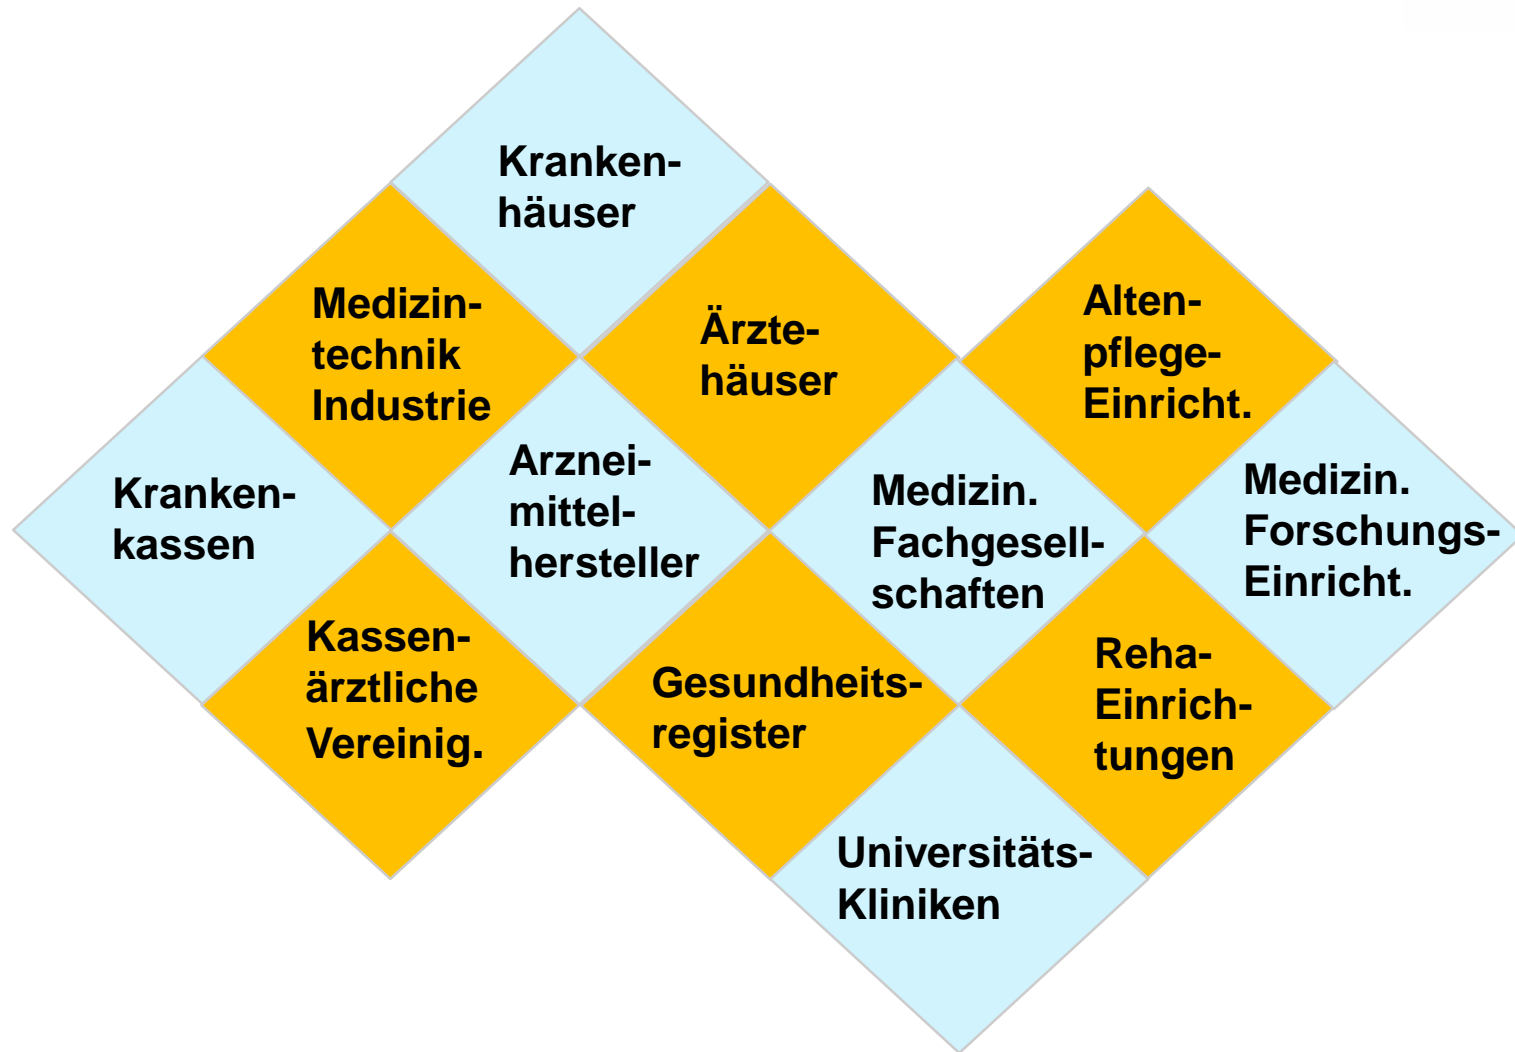 Kranken-
häuser
Medizin-
technik
Industrie
Ärzte-
häuser
Alten-
pflege-
Einricht.
Kranken-
kassen
Arznei-
mittel-
hersteller
Medizin.
Fachgesell-
schaften
Medizin.
Forschungs-
Einricht.
Kassen-
ärztliche
Vereinig.
Gesundheits-
register
Reha-
Einrich-
tungen
Universitäts-
Kliniken